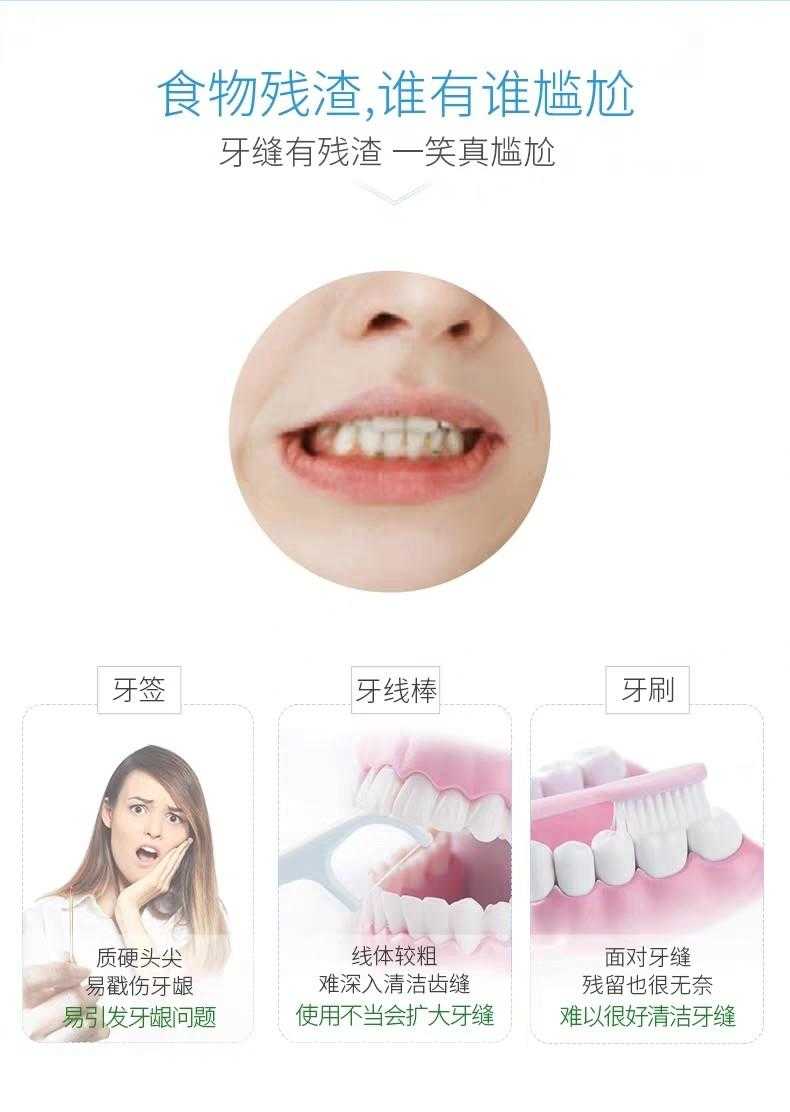 食物残渣,谁有谁尴尬
牙缝有残渣 一笑真尴尬
牙签
质硬头尖
易戳伤牙龈
易引发牙龈问题
牙线棒
线体较粗
难深入清洁齿缝
使用不当会扩大牙缝
牙刷
面对牙缝
残留也很无奈
难以很好清洁牙缝